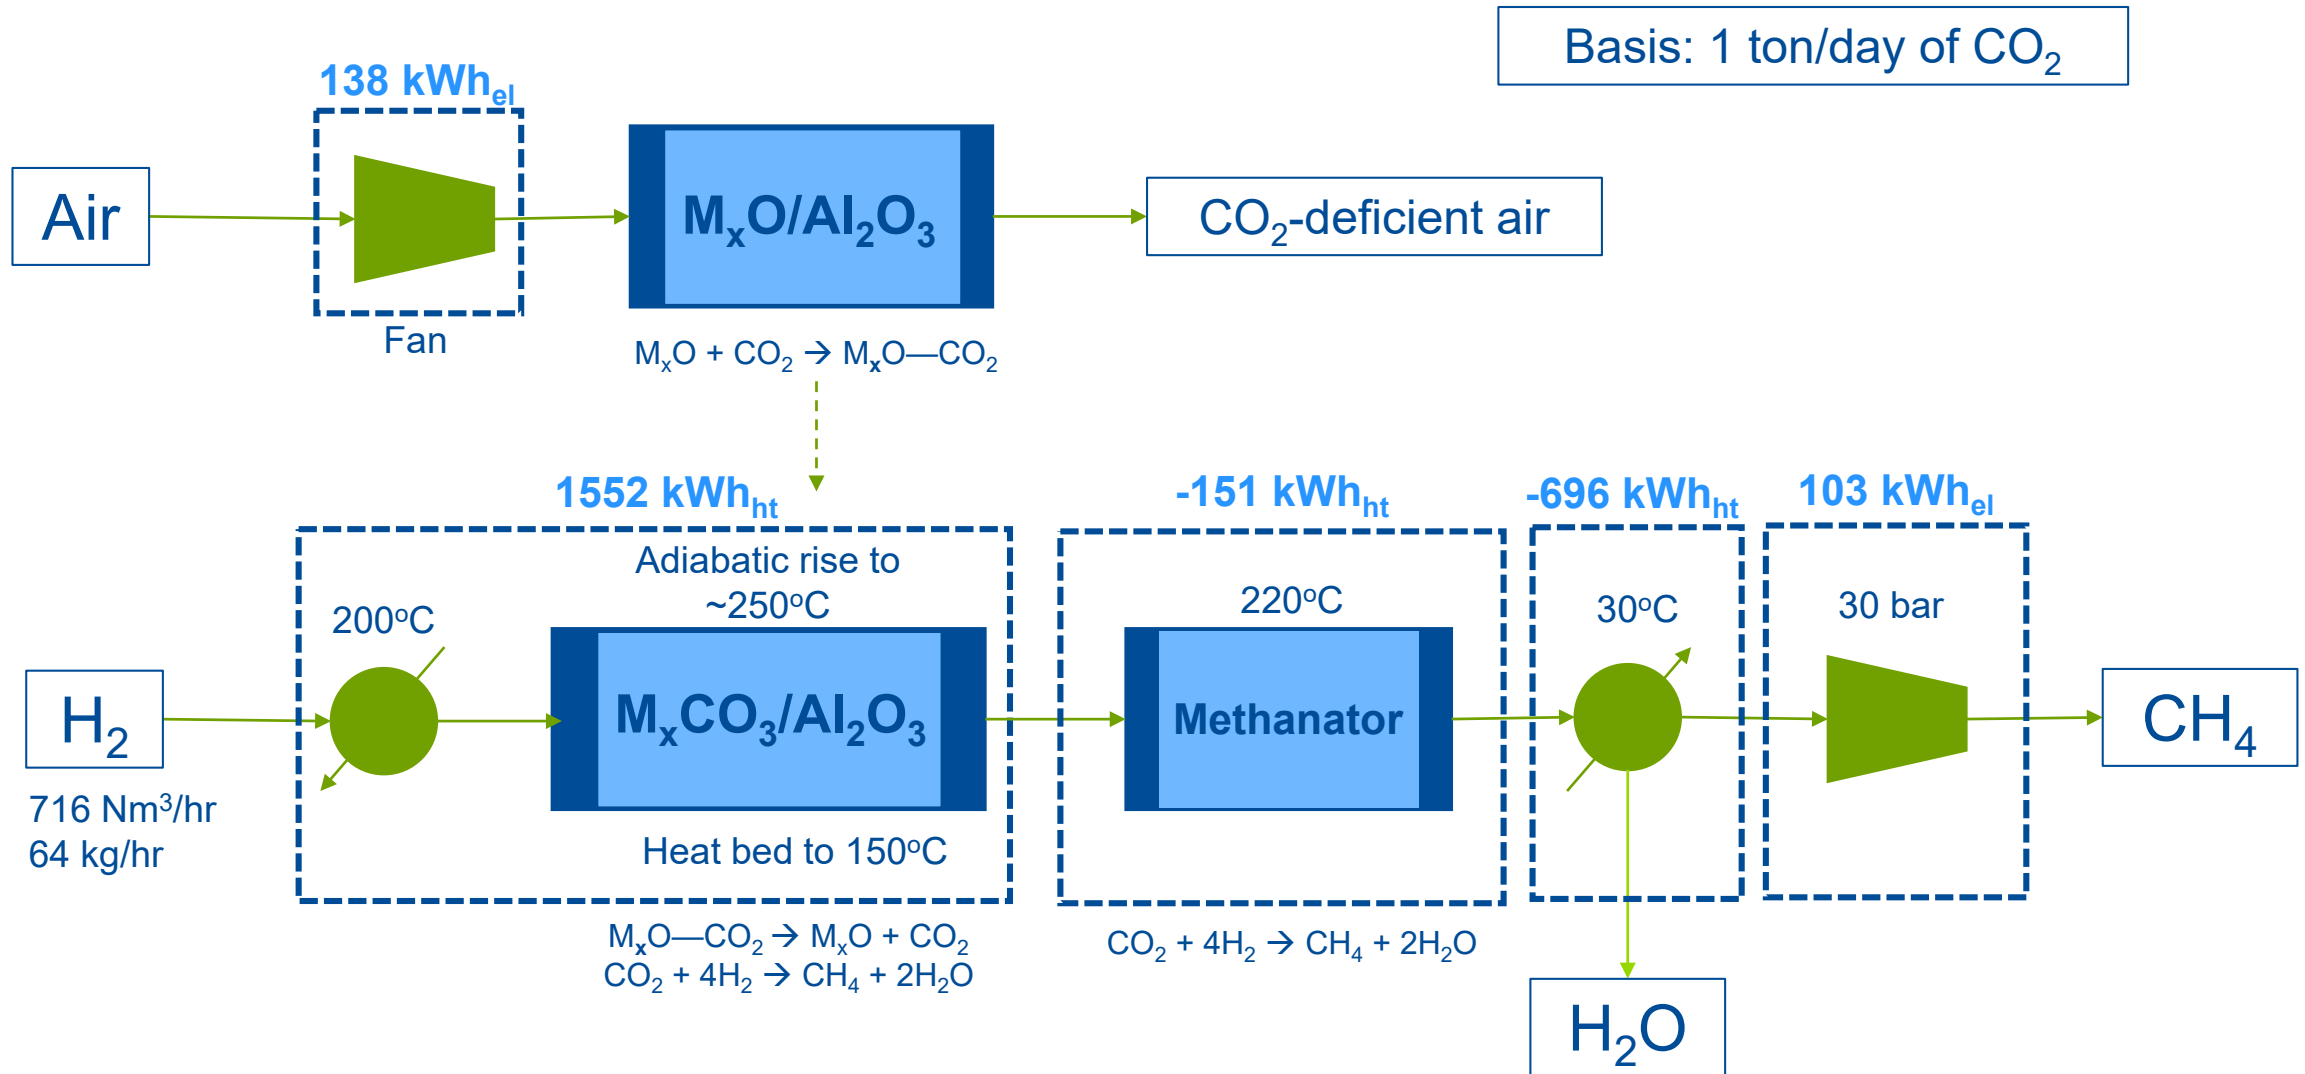 Basis: 1 ton/day of CO₂
138 kWhₑₗ
Air
MₓO/Al₂O₃
CO₂-deficient air
Fan
MₓO + CO₂ → MₓO—CO₂
1552 kWhₕₜ
-151 kWhₕₜ
-696 kWhₕₜ
103 kWhₑₗ
Adiabatic rise to
~250°C
200°C
220°C
30°C
30 bar
H₂
MₓCO₃/Al₂O₃
Methanator
CH₄
716 Nm³/hr
64 kg/hr
Heat bed to 150°C
MₓO—CO₂ → MₓO + CO₂
CO₂ + 4H₂ → CH₄ + 2H₂O
CO₂ + 4H₂ → CH₄ + 2H₂O
H₂O